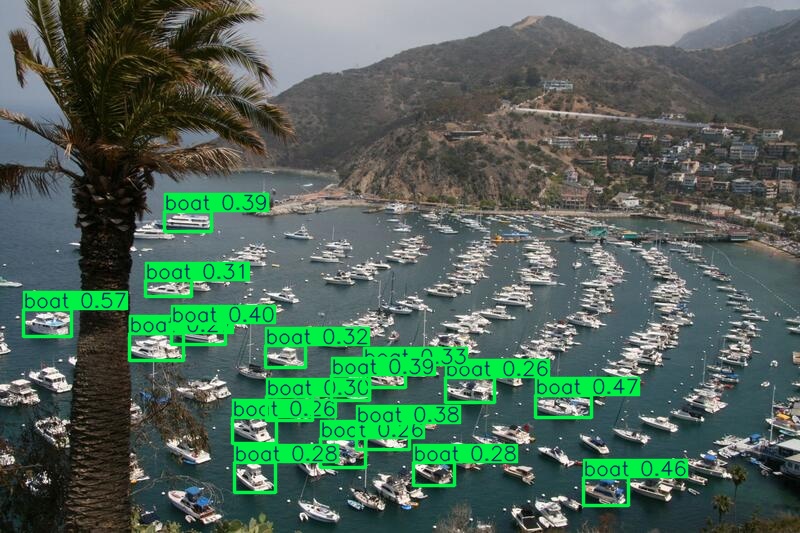 boat 0.39
boat 0.31
boat 0.57
boat 0.40
boat 0.32
boat 0.33
boat 0.39
boat 0.26
boat 0.47
boat 0.30
boat 0.26
boat 0.38
boat 0.26
boat 0.28
boat 0.28
boat 0.46